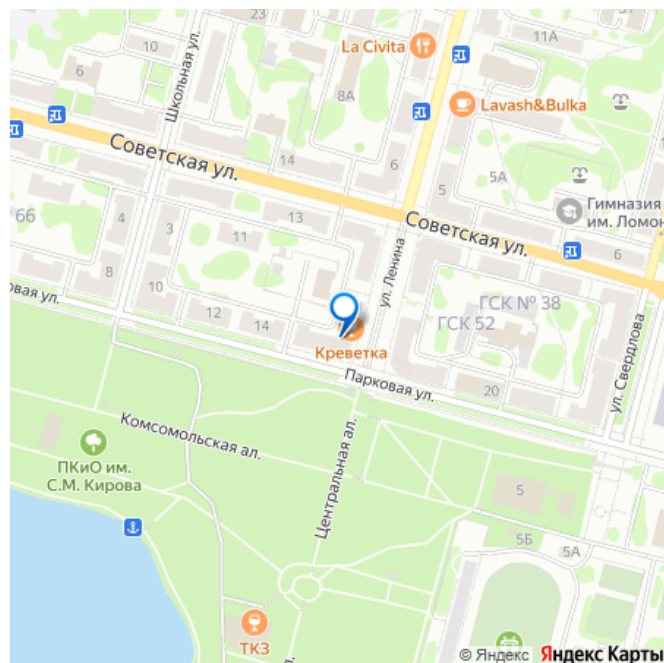 31
10
La Civita
11А
6
Школьная ул.
8А
Lavash&Bulka
Советская ул.
14
6
5
5А
Гимназия
им. Ломон
66
4
3
13
11
Советская ул.
6
ул. Ленина
8
10
ГСК № 38
ГСК 52
овая ул.
12
14
Креветка
ул. Свердлова
Парковая ул.
20
Комсомольская ал.
Центральная ал.
ПКиО им.
С.М. Кирова
5
5Б
5А
ТКЗ
ал.
© Яндекс Яндекс Карты